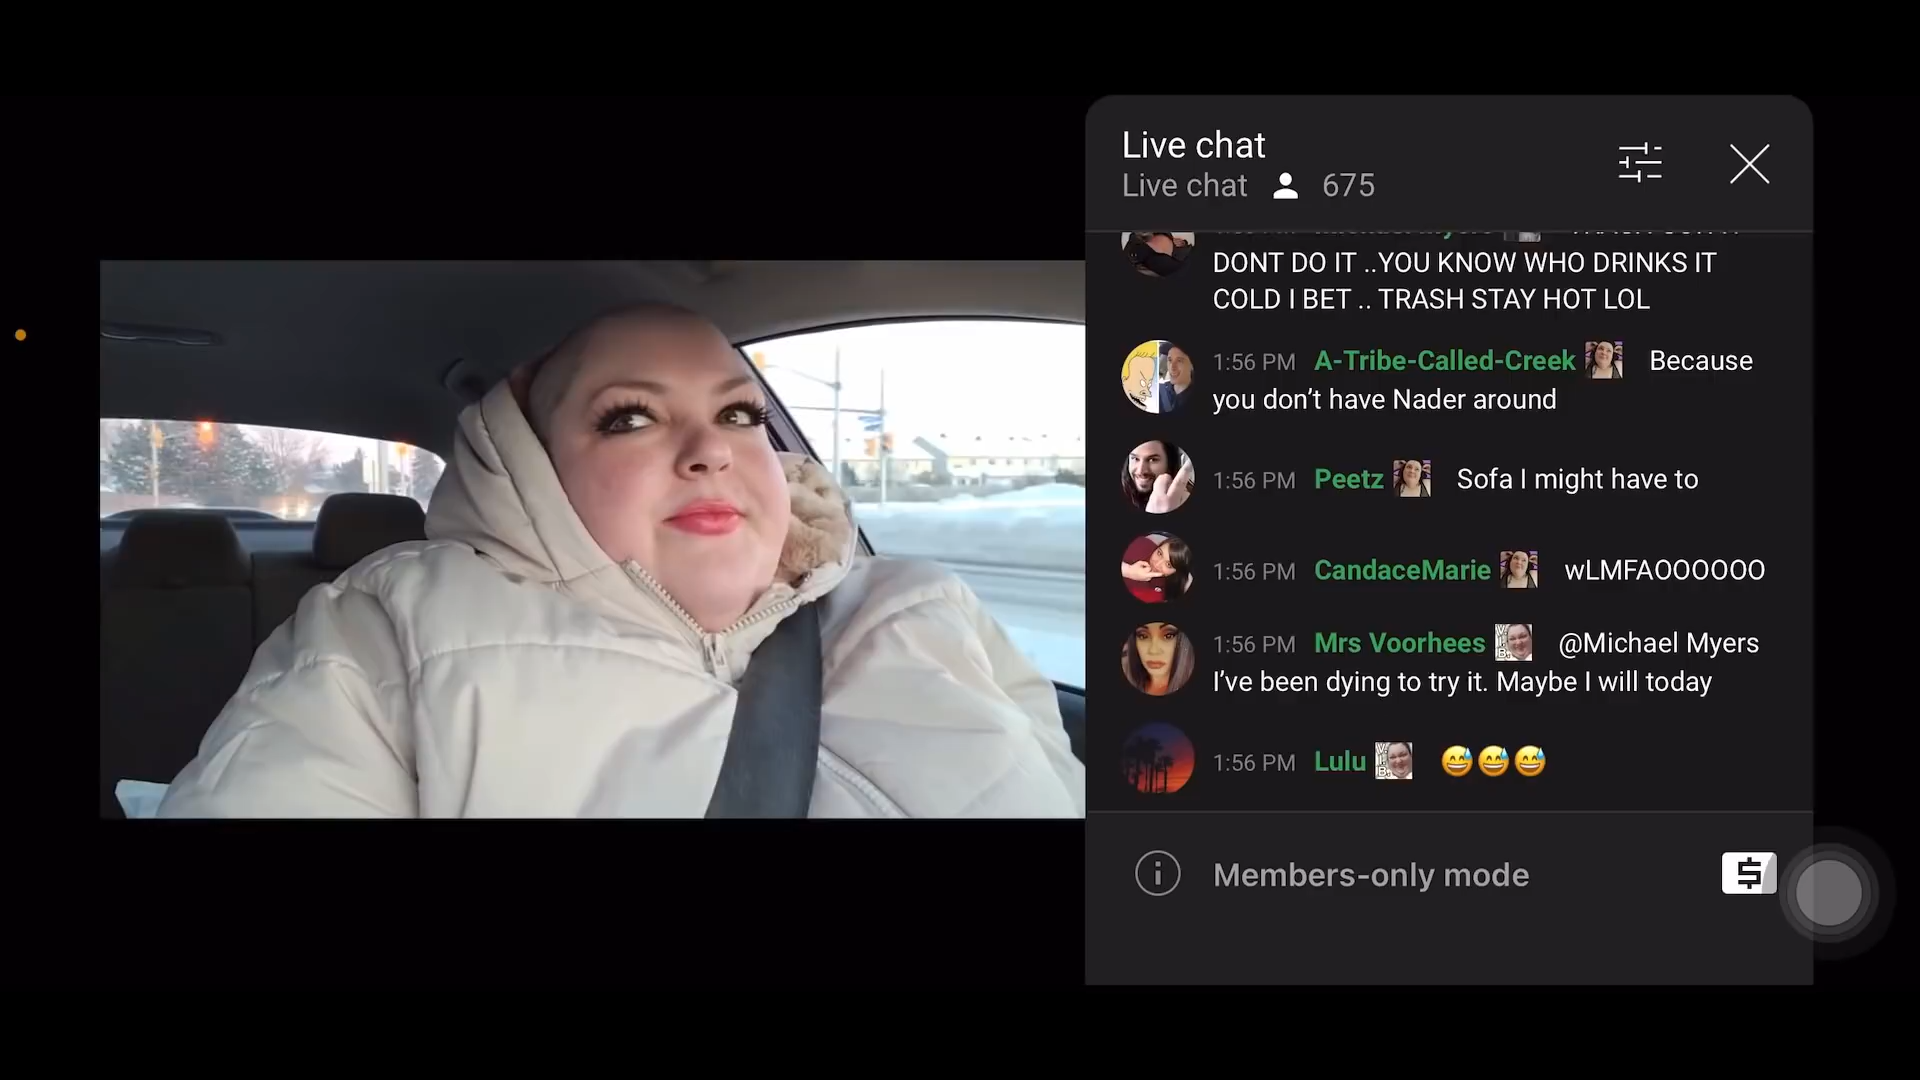 Live chat
Live chat 675
DONT DO IT ..YOU KNOW WHO DRINKS IT
COLD I BET .. TRASH STAY HOT LOL
1:56 PM A-Tribe-Called-Creek Because
you don’t have Nader around
1:56 PM Peetz Sofa I might have to
1:56 PM CandaceMarie wLMFAOOOOOO
1:56 PM Mrs Voorhees @Michael Myers
I’ve been dying to try it. Maybe I will today
1:56 PM Lulu 😅😅😅
Members-only mode